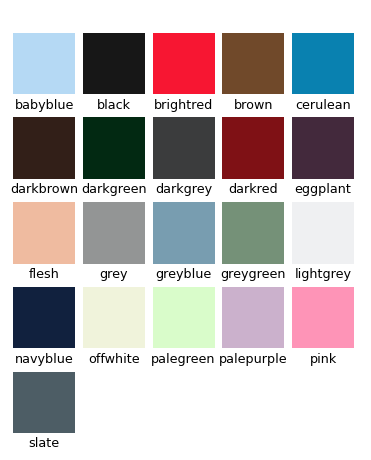 babyblue black brightred brown cerulean
darkbrown darkgreen darkgrey darkred eggplant
flesh grey greyblue greygreen lightgrey
navyblue offwhite palegreen palepurple pink
slate